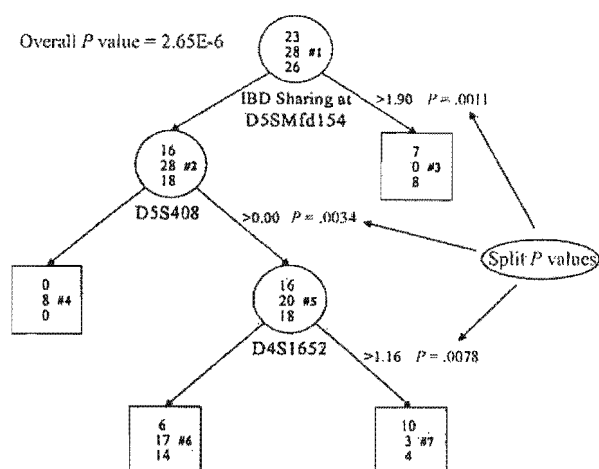 Overall P value = 2.65E-6
23
28 #1
26
IBD Sharing at
D5SMfd154
>1.90 P = .0011
16
28 #2
18
D5S408
7
0 #3
8
>0.00 P = .0034
Split P values
0
8 #4
0
16
20 #5
18
D4S1652
>1.16 P = .0078
6
17 #6
14
10
3 #7
4